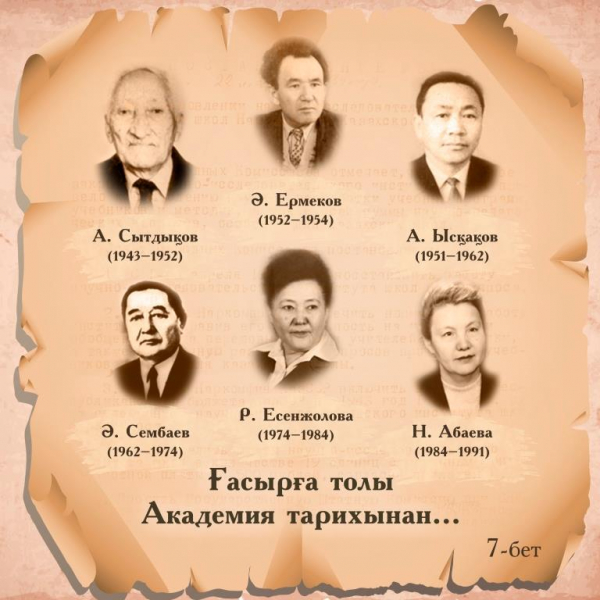 Ә. Ермеков
(1952–1954)
А. Сытдықов
(1943–1952)
А. Ысқақов
(1951–1962)
Ә. Сембаев
(1962–1974)
Р. Есенжолова
(1974–1984)
Н. Абаева
(1984–1991)
Ғасырға толы
Академия тарихынан...
7-бет